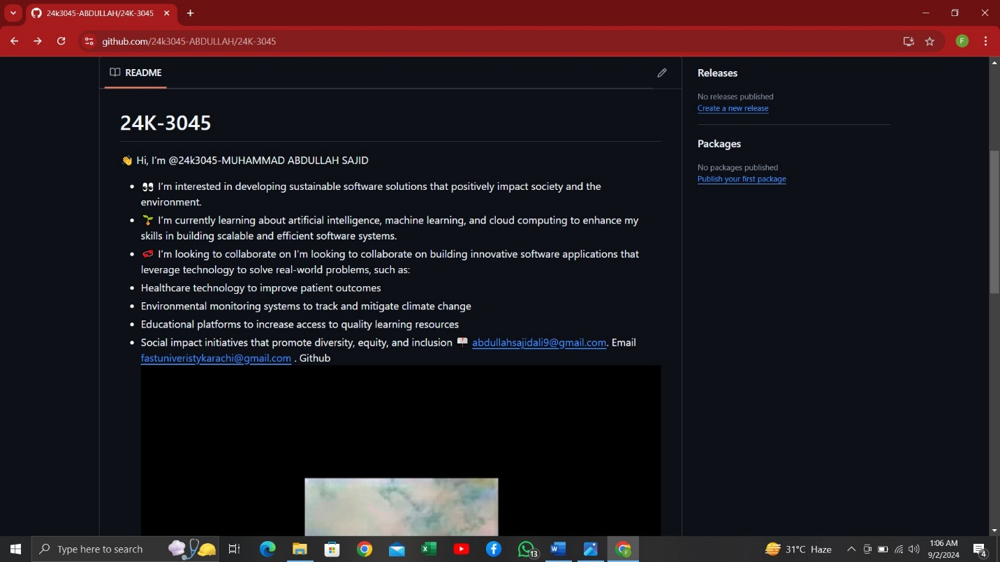 24k3045-ABDULLAH/24K-3045
github.com/24k3045-ABDULLAH/24K-3045
F
README
24K-3045
👋 Hi, I'm @24k3045-MUHAMMAD ABDULLAH SAJID
👀 I'm interested in developing sustainable software solutions that positively impact society and the
environment.
🌱 I'm currently learning about artificial intelligence, machine learning, and cloud computing to enhance my
skills in building scalable and efficient software systems.
💞️ I'm looking to collaborate on I'm looking to collaborate on building innovative software applications that
leverage technology to solve real-world problems, such as:
Healthcare technology to improve patient outcomes
Environmental monitoring systems to track and mitigate climate change
Educational platforms to increase access to quality learning resources
Social impact initiatives that promote diversity, equity, and inclusion 📫 abdullahsajidali9@gmail.com. Email
fastuniveristykarachi@gmail.com . Github
Releases
No releases published
Create a new release
Packages
No packages published
Publish your first package
Type here to search
13
31°C Haze
1:06 AM
9/2/2024
4